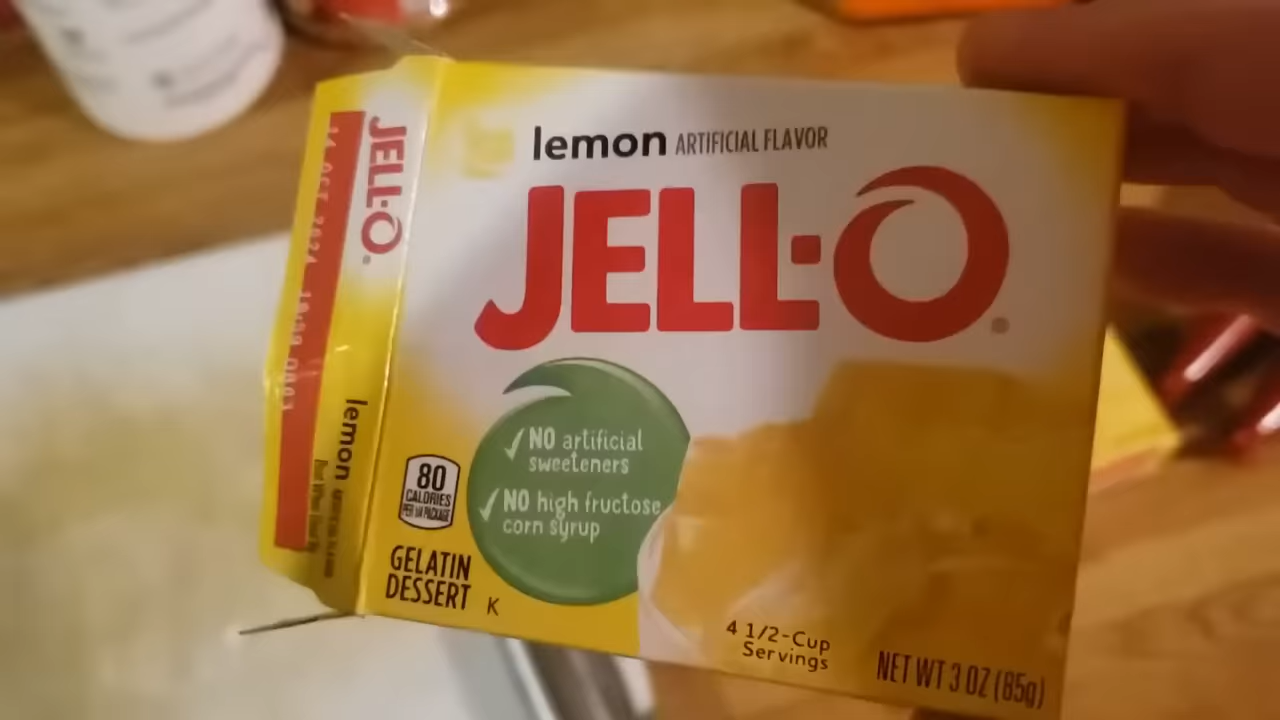 lemon ARTIFICIAL FLAVOR
JELL-O®
✓ NO artificial
sweeteners
✓ NO high fructose
corn syrup
80
CALORIES
PER 1/4 PACKAGE
GELATIN
DESSERT K
4 1/2-Cup
Servings
NET WT 3 OZ (85g)
JELL-O®
lemon